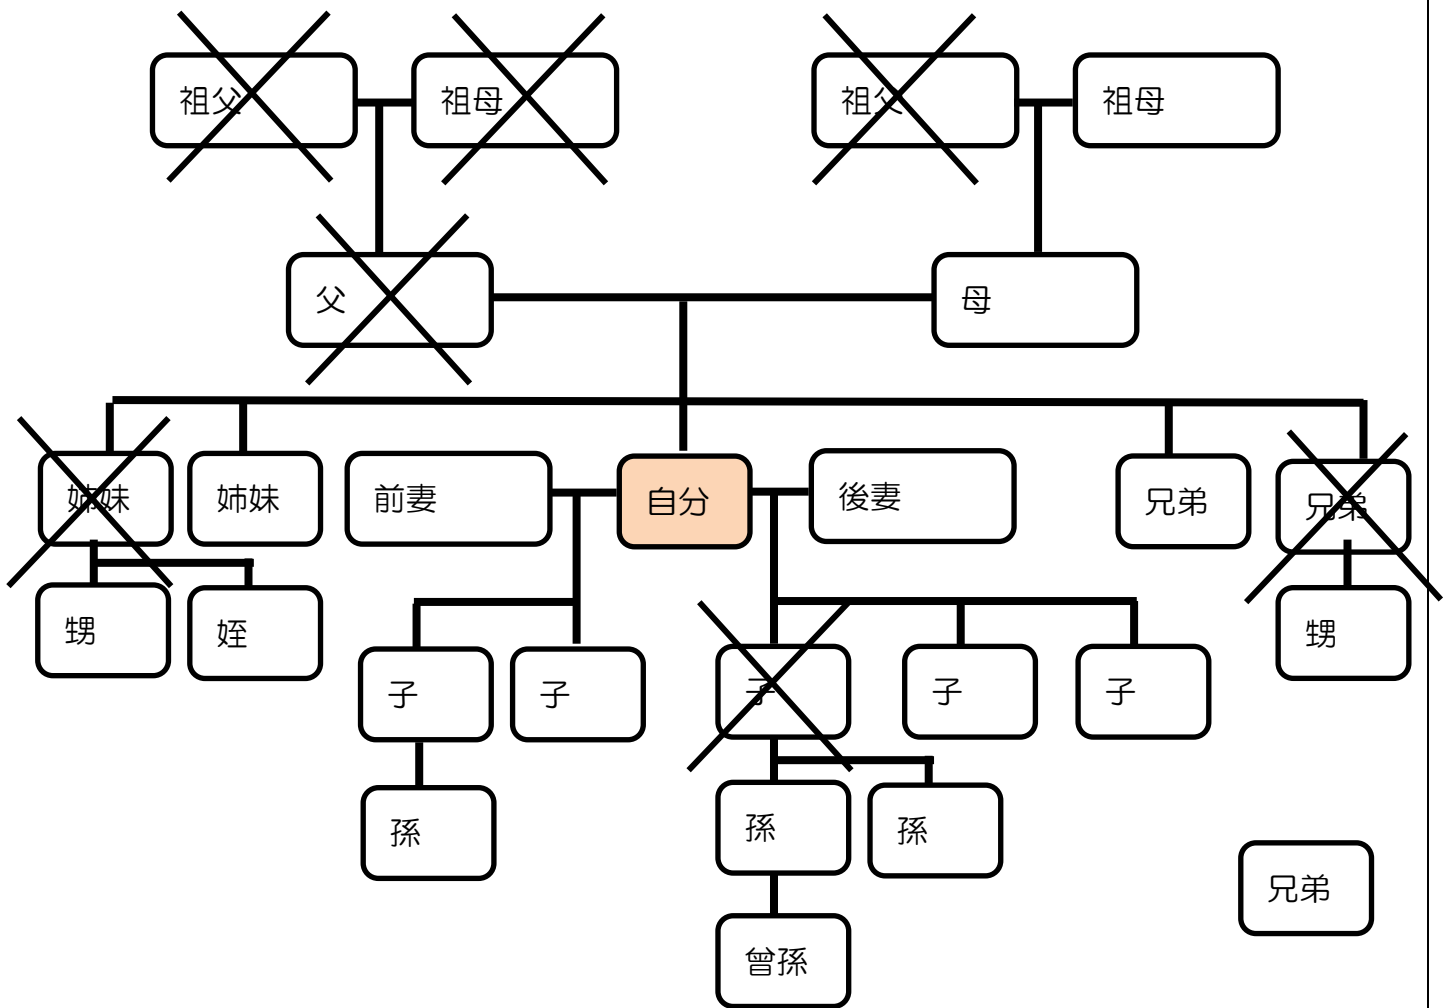 祖父
祖母
祖父
祖母
父
母
姉妹
姉妹
前妻
自分
後妻
兄弟
兄弟
甥
姪
甥
子
子
子
子
子
孫
孫
孫
兄弟
曾孫